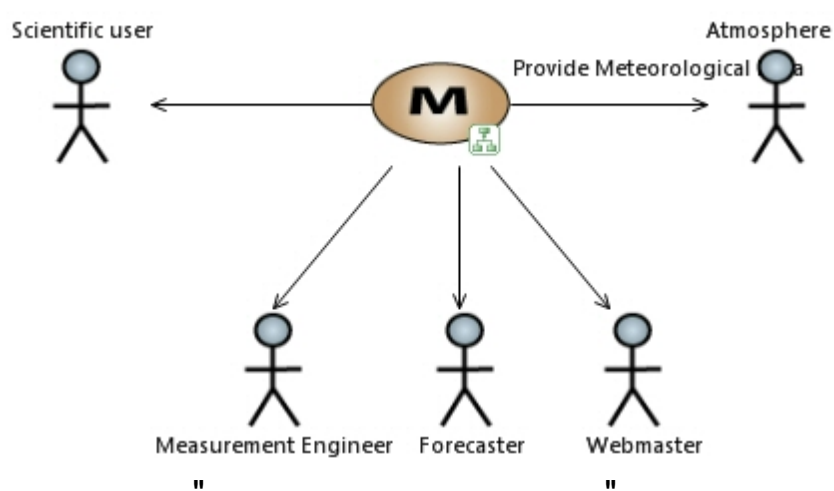 Scientific user
Atmosphere
Provide Meteorological
M
Measurement Engineer
Forecaster
Webmaster
" "